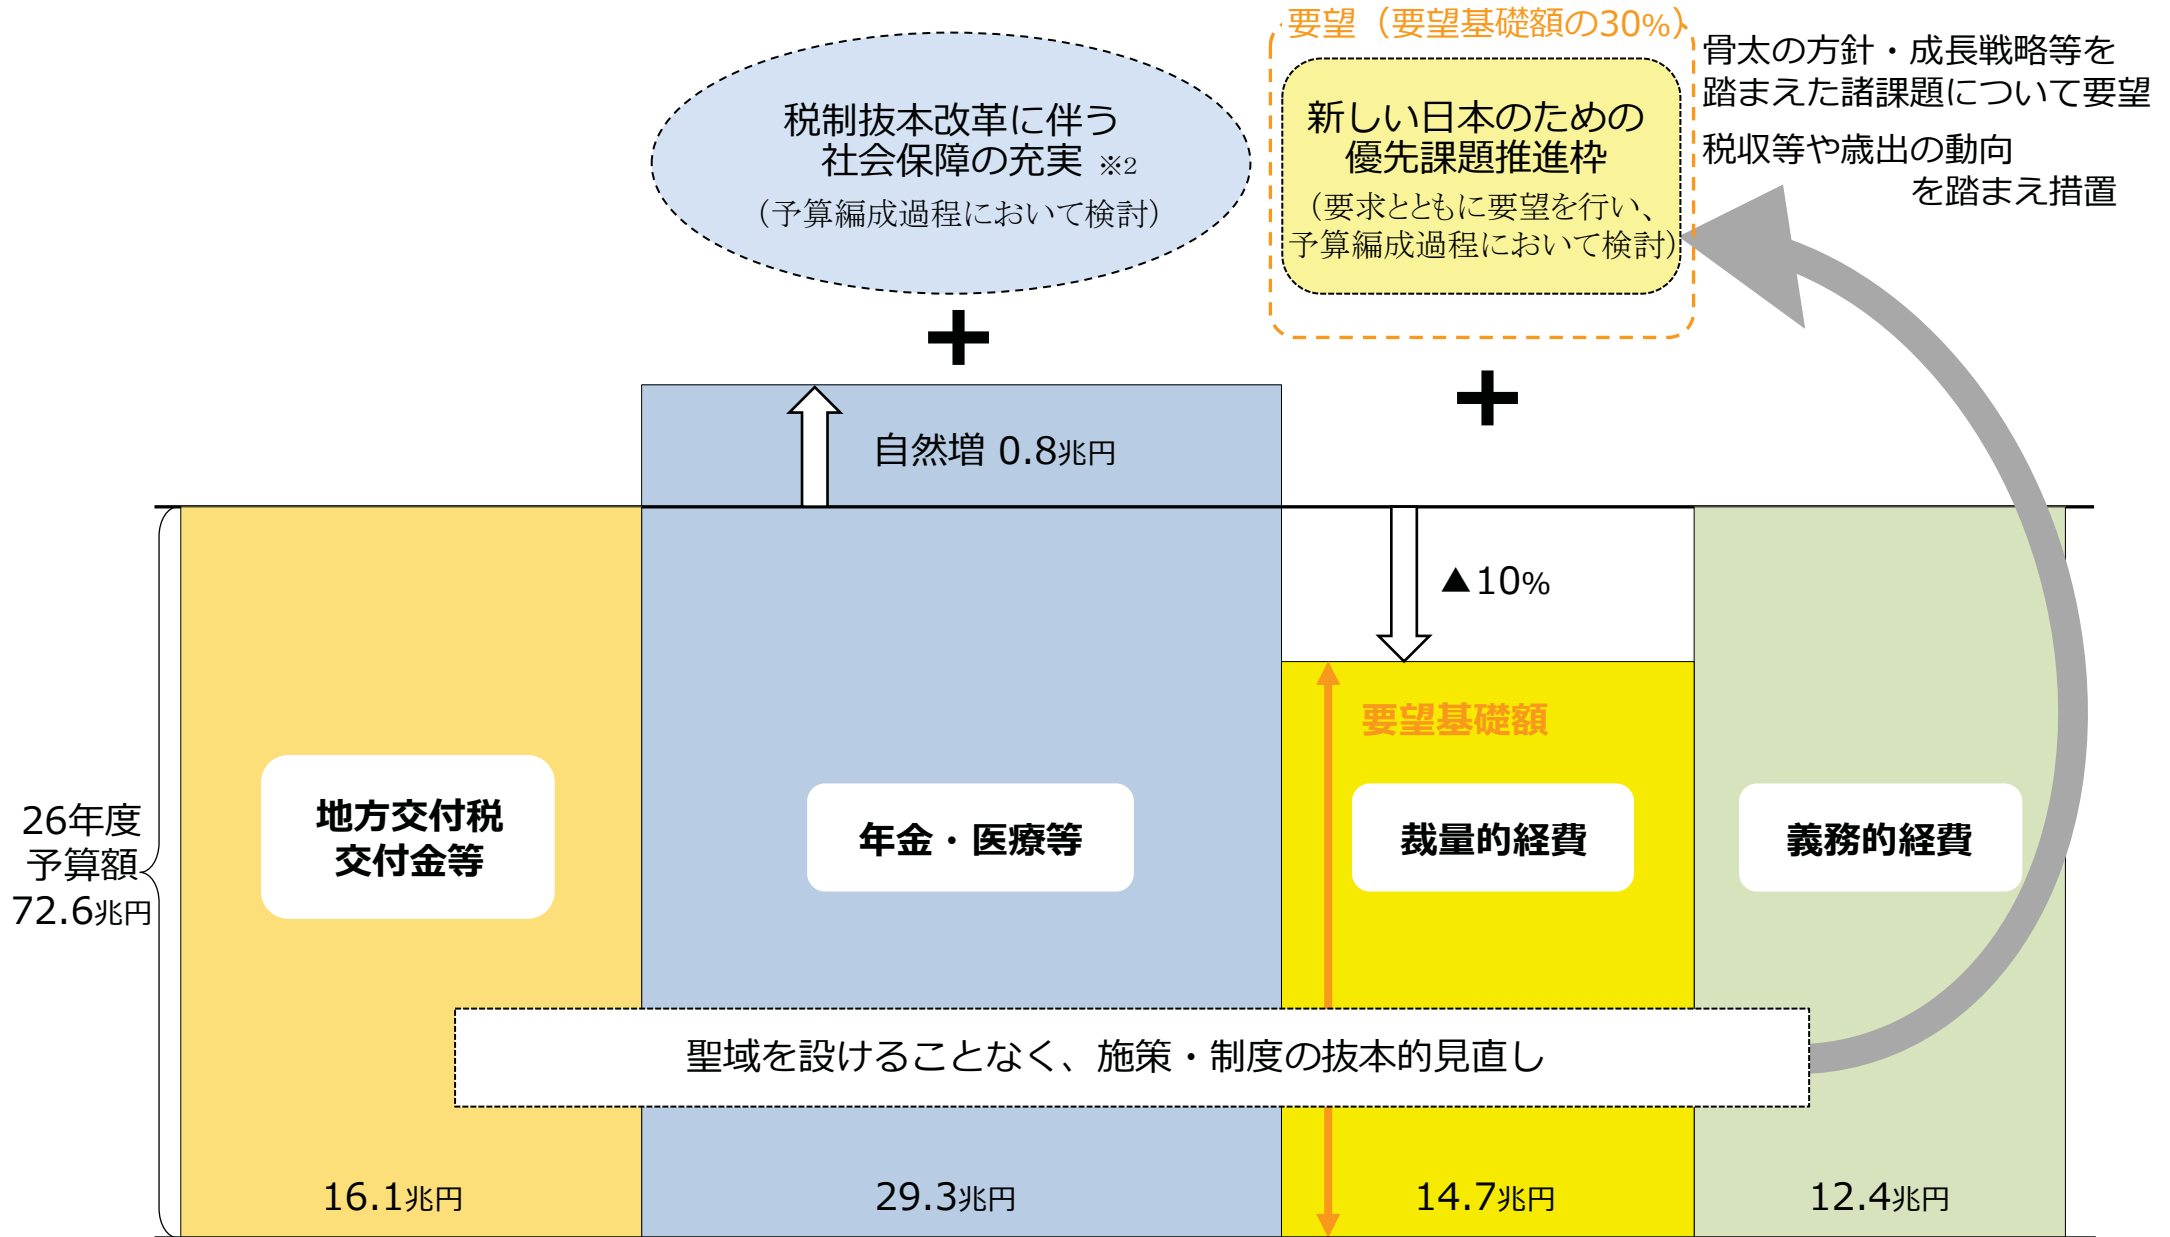 要望（要望基礎額の30%）
骨太の方針・成長戦略等を
踏まえた諸課題について要望
税収等や歳出の動向
を踏まえ措置
税制抜本改革に伴う
社会保障の充実 ※2
（予算編成過程において検討）
新しい日本のための
優先課題推進枠
（要求とともに要望を行い、
予算編成過程において検討）
+
+
自然増 0.8兆円
▲10%
要望基礎額
26年度
予算額
72.6兆円
地方交付税
交付金等
年金・医療等
裁量的経費
義務的経費
聖域を設けることなく、施策・制度の抜本的見直し
16.1兆円
29.3兆円
14.7兆円
12.4兆円